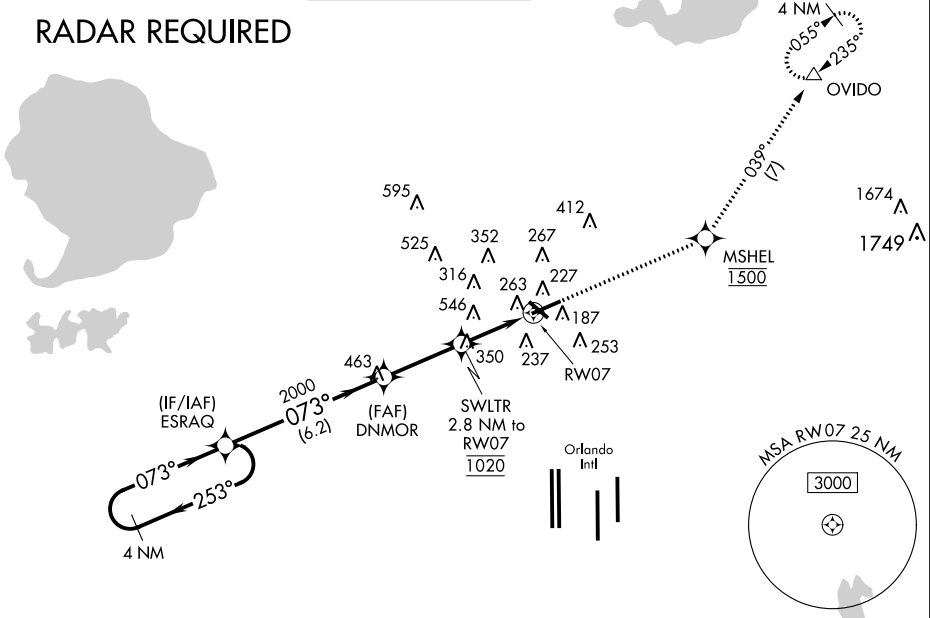 RADAR REQUIRED
4 NM
055°
235°
OVIDO
039°
(7)
595
412
1674
1749
525
352
267
MSHEL
1500
316
263
227
546
187
463
350
237
253
RW07
2000
073°
(6.2)
(IF/IAF)
ESRAQ
(FAF)
DNMOR
SWLTR
2.8 NM to
RW07
1020
073°
253°
4 NM
Orlando
Intl
MSA RW07 25 NM
3000